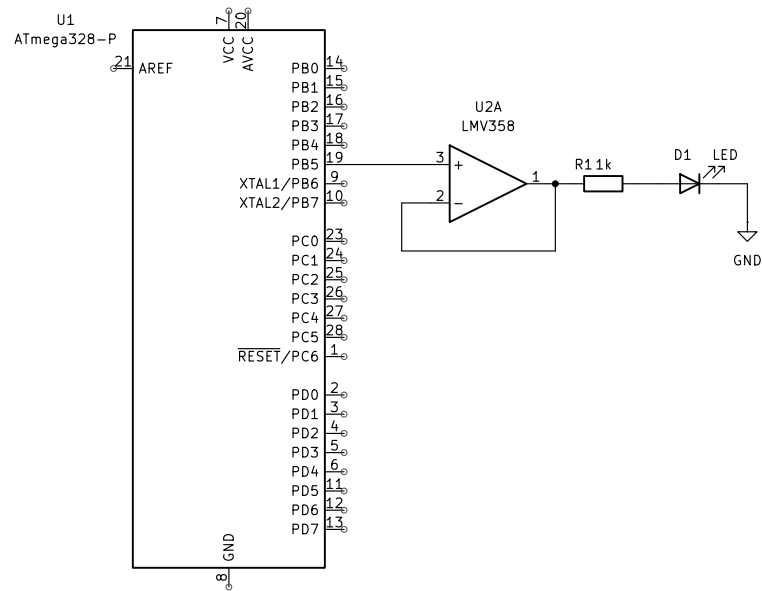 U1
ATmega328-P
7
VCC
20
AVCC
21
AREF
PB0
14
PB1
15
PB2
16
PB3
17
PB4
18
PB5
19
XTAL1/PB6
9
XTAL2/PB7
10
PC0
23
PC1
24
PC2
25
PC3
26
PC4
27
PC5
28
RESET/PC6
1
PD0
2
PD1
3
PD2
4
PD3
5
PD4
6
PD5
11
PD6
12
PD7
13
GND
8
U2A
LMV358
3
+
2
−
1
R1 1k
D1
LED
GND